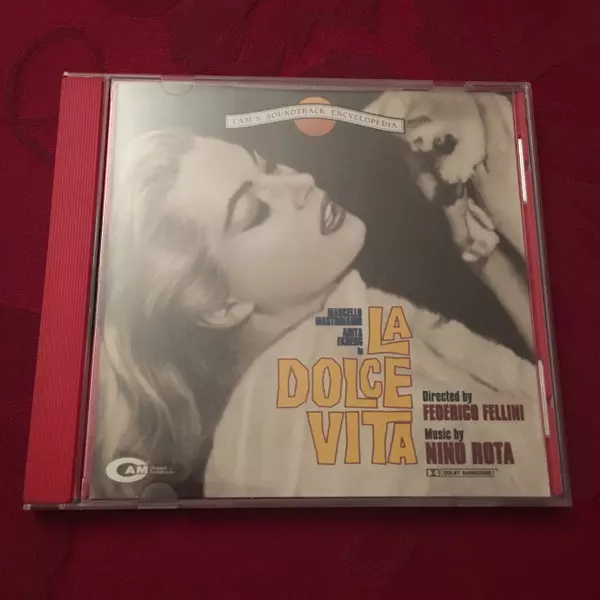 CAM'S SOUNDTRACK ENCYCLOPEDIA
MARCELLO
MASTROIANNI
ANITA
EKBERG
in
LA
DOLCE
VITA
Directed by
FEDERICO FELLINI
Music by
NINO ROTA
DOLBY SURROUND
CAM